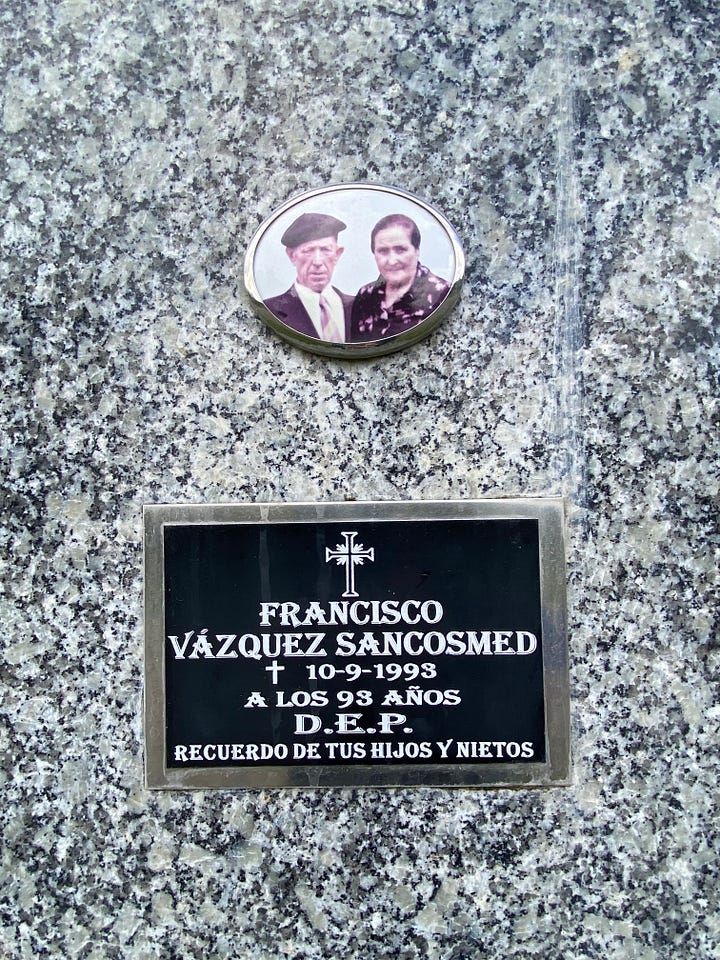 FRANCISCO
VÁZQUEZ SANCOSMED
† 10-9-1993
A LOS 93 AÑOS
D.E.P.
RECUERDO DE TUS HIJOS Y NIETOS